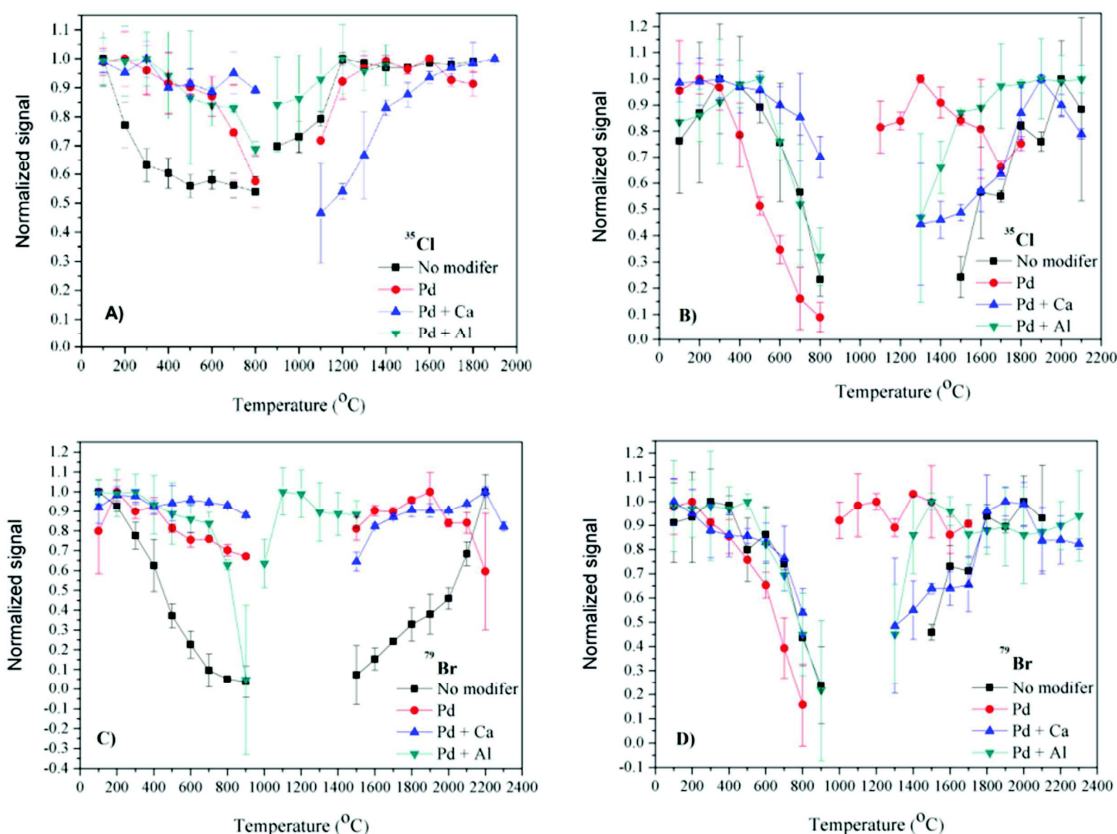 Normalized signal
1.1
1.0
0.9
0.8
0.7
0.6
0.5
0.4
0.3
0.2
0.1
0.0
35Cl
No modifer
Pd
Pd + Ca
Pd + Al
A)
200 400 600 800 1000 1200 1400 1600 1800 2000
Temperature (°C)
Normalized signal
1.3
1.2
1.1
1.0
0.9
0.8
0.7
0.6
0.5
0.4
0.3
0.2
0.1
0.0
35Cl
No modifer
Pd
Pd + Ca
Pd + Al
B)
0 200 400 600 800 1000 1200 1400 1600 1800 2000 2200
Temperature (°C)
Normalized signal
1.2
1.1
1.0
0.9
0.8
0.7
0.6
0.5
0.4
0.3
0.2
0.1
0.0
-0.1
-0.2
-0.3
-0.4
79Br
No modifer
Pd
Pd + Ca
Pd + Al
C)
0 200 400 600 800 1000 1200 1400 1600 1800 2000 2200 2400
Temperature (°C)
Normalized signal
1.2
1.1
1.0
0.9
0.8
0.7
0.6
0.5
0.4
0.3
0.2
0.1
0.0
-0.1
79Br
No modifer
Pd
Pd + Ca
Pd + Al
D)
0 200 400 600 800 1000 1200 1400 1600 1800 2000 2200 2400
Temperature (°C)